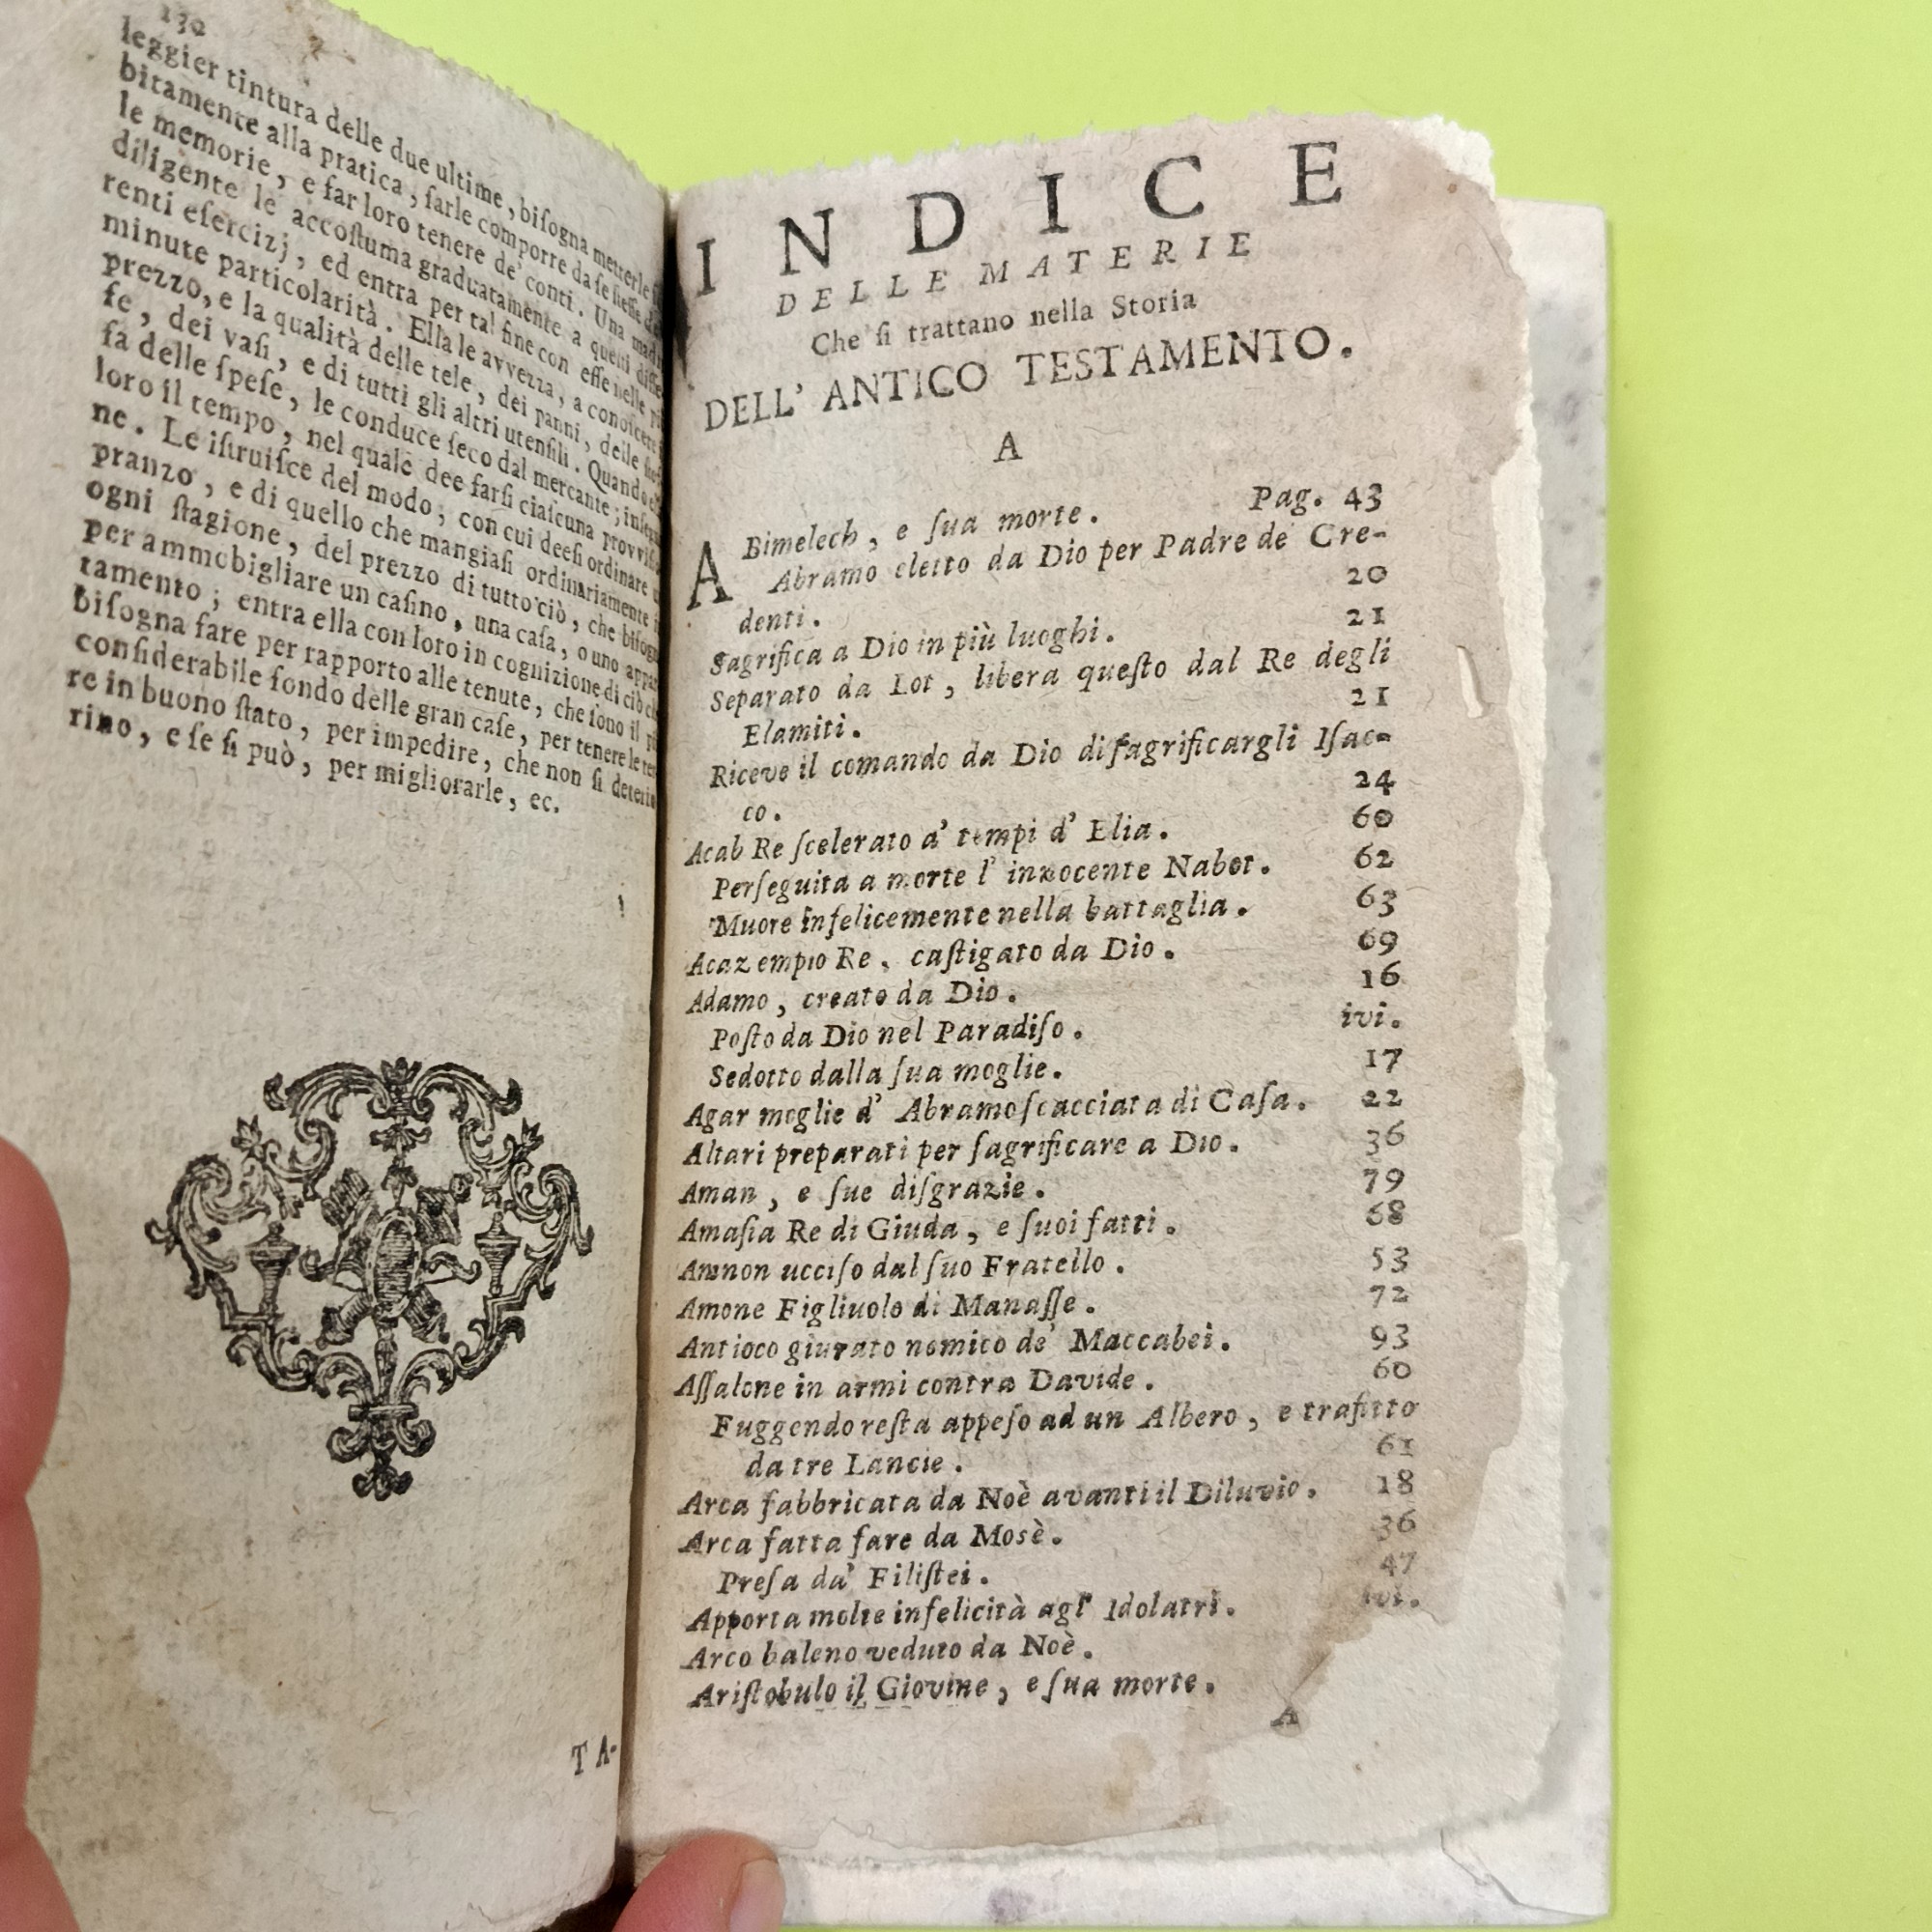 130
leggier tintura delle due ultime, biſogna metterle
bitamente alla pratica, farle comporre da ſe ſteſſe
le memorie, e far loro tenere de' conti. Una
diligente le accoſtuma graduatamente a queſti
renti eſercizj, ed entra per tal fine con eſſe nelle
minute particolarità. Ella le avvezza, a conoſcere
prezzo, e la qualità delle tele, dei panni, delle
ſe, dei vaſi, e di tutti gli altri utenſili. Quando
fa delle ſpeſe, le conduce ſeco dal mercante;
loro il tempo, nel quale dee farſi ciaſcuna
ne. Le iſtruiſce del modo, con cui deeſi ordinare
pranzo, e di quello che mangiaſi ordinariamente
ogni ſtagione, del prezzo di tutto ciò, che
per ammobigliare un caſino, una caſa, o uno
tamento; entra ella con loro in cognizione di ciò
biſogna fare per rapporto alle tenute, che ſono il
conſiderabile fondo delle gran caſe, per tenere le
re in buono ſtato, per impedire, che non ſi
rino, e ſe ſi può, per migliorarle, ec.
TA-
INDICE
DELLE MATERIE
Che ſi trattano nella Storia
DELL' ANTICO TESTAMENTO.
A
ABimelech, e ſua morte. Pag. 43
Abramo eletto da Dio per Padre de' Cre-
denti. 20
Sagrifica a Dio in più luoghi. 21
Separato da Lot, libera queſto dal Re degli
Elamiti. 21
Riceve il comando da Dio di ſagrificargli Iſac-
co. 24
Acab Re ſcelerato a' tempi d' Elia. 60
Perſeguita a morte l' innocente Nabot. 62
Muore infelicemente nella battaglia. 63
Acaz empio Re, caſtigato da Dio. 69
Adamo, creato da Dio. 16
Poſto da Dio nel Paradiſo. ivi.
Sedotto dalla ſua moglie. 17
Agar moglie d' Abramo ſcacciata di Caſa. 22
Altari preparati per ſagrificare a Dio. 36
Aman, e ſue diſgrazie. 79
Amaſia Re di Giuda, e ſuoi fatti. 68
Amnon ucciſo dal ſuo Fratello. 53
Amone Figliuolo di Manaſſe. 72
Antioco giurato nemico de' Maccabei. 93
Aſſalone in armi contra Davide. 60
Fuggendo reſta appeſo ad un Albero, e trafitto
da tre Lancie. 61
Arca fabbricata da Noè avanti il Diluvio. 18
Arca fatta fare da Mosè. 36
Preſa da' Filiſtei. 47
Apporta molte infelicità agl' Idolatri. ivi.
Arco baleno veduto da Noè.
Ariſtobulo il Giovine, e ſua morte.
A